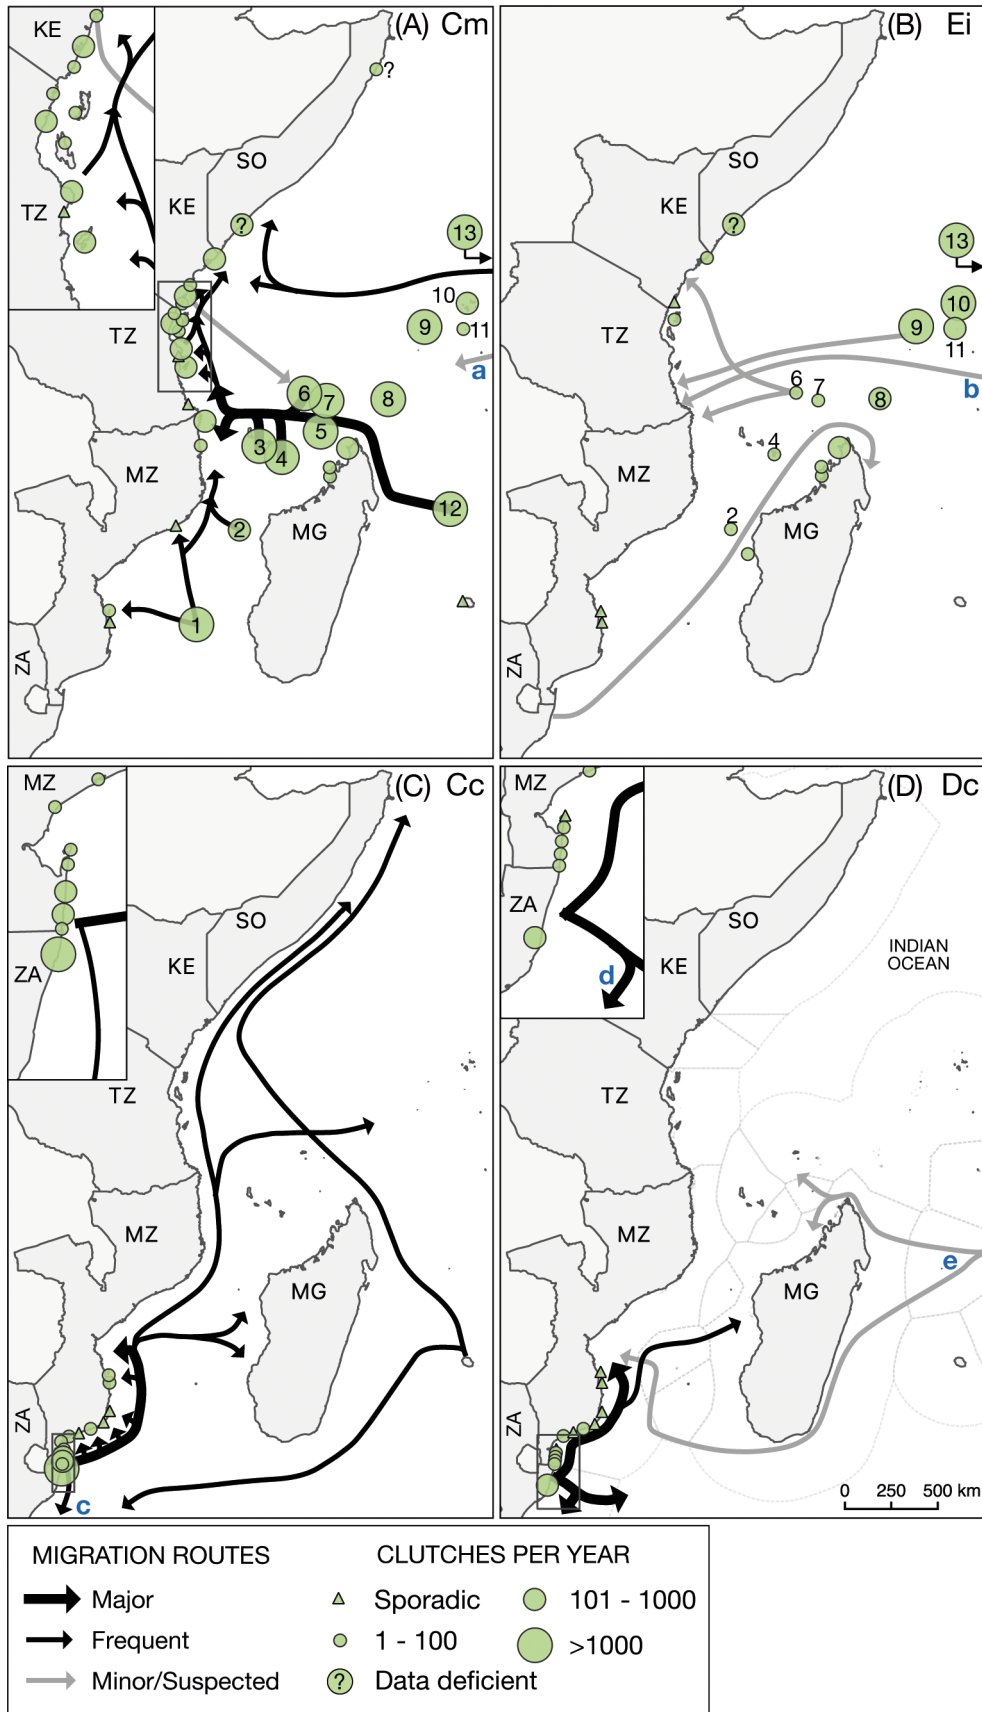 KE
(A) Cm
?
SO
KE
TZ
?
13
TZ
10
9
11
a
6
7
8
5
3
4
MZ
12
2
MG
1
ZA
(B) Ei
SO
KE
?
13
TZ
10
9
11
b
6
7
8
4
MZ
2
MG
ZA
MZ
(C) Cc
ZA
SO
KE
TZ
MZ
MG
ZA
c
MZ
(D) Dc
ZA
d
SO
KE
INDIAN
OCEAN
TZ
MZ
e
MG
ZA
0 250 500 km
MIGRATION ROUTES
Major
Frequent
Minor/Suspected
CLUTCHES PER YEAR
Sporadic
101 - 1000
1 - 100
>1000
? Data deficient